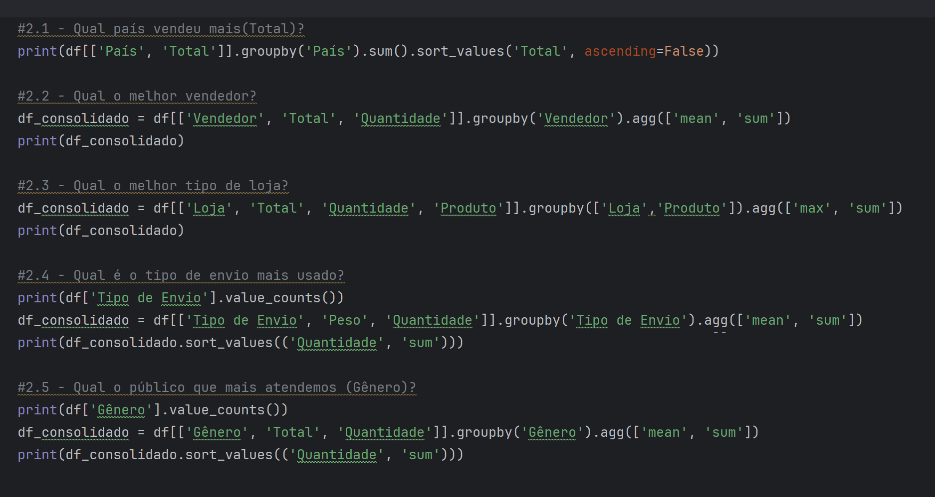 #2.1 - Qual país vendeu mais(Total)?
print(df[['País', 'Total']].groupby('País').sum().sort_values('Total', ascending=False))
#2.2 - Qual o melhor vendedor?
df_consolidado = df[['Vendedor', 'Total', 'Quantidade']].groupby('Vendedor').agg(['mean', 'sum'])
print(df_consolidado)
#2.3 - Qual o melhor tipo de loja?
df_consolidado = df[['Loja', 'Total', 'Quantidade', 'Produto']].groupby(['Loja','Produto']).agg(['max', 'sum'])
print(df_consolidado)
#2.4 - Qual é o tipo de envio mais usado?
print(df['Tipo de Envio'].value_counts())
df_consolidado = df[['Tipo de Envio', 'Peso', 'Quantidade']].groupby('Tipo de Envio').agg(['mean', 'sum'])
print(df_consolidado.sort_values(('Quantidade', 'sum')))
#2.5 - Qual o público que mais atendemos (Gênero)?
print(df['Gênero'].value_counts())
df_consolidado = df[['Gênero', 'Total', 'Quantidade']].groupby('Gênero').agg(['mean', 'sum'])
print(df_consolidado.sort_values(('Quantidade', 'sum')))